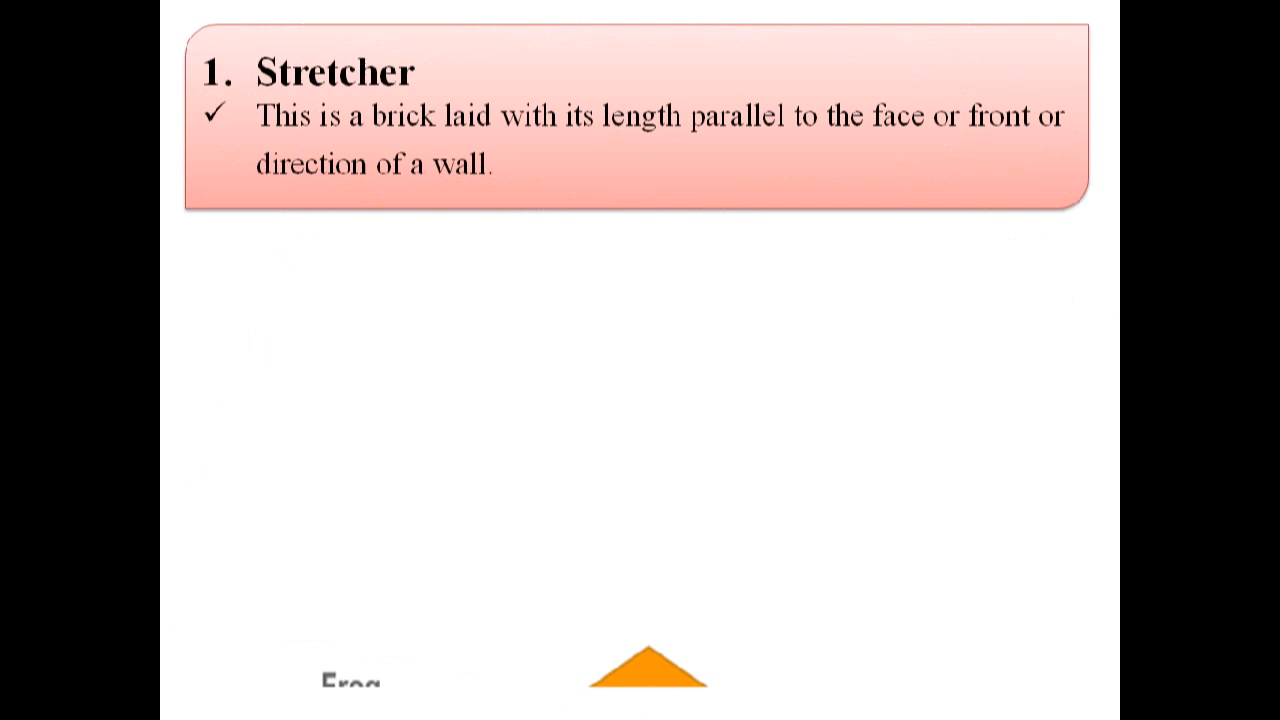 1. Stretcher
✓ This is a brick laid with its length parallel to the face or front or
direction of a wall.
Frog